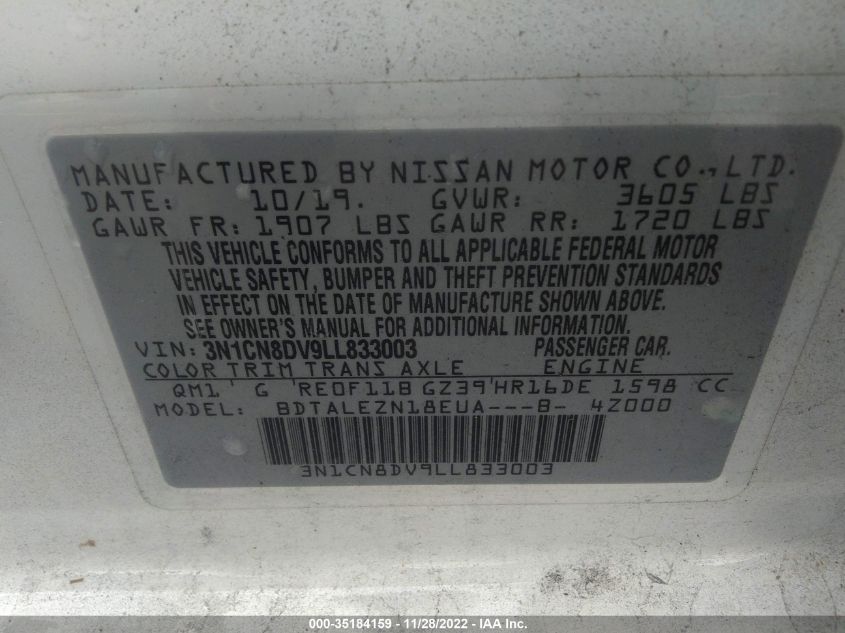 MANUFACTURED BY NISSAN MOTOR CO., LTD.
DATE: 10/19. GVWR: 3605 LBS
GAWR FR: 1907 LBS GAWR RR: 1720 LBS
THIS VEHICLE CONFORMS TO ALL APPLICABLE FEDERAL MOTOR
VEHICLE SAFETY, BUMPER AND THEFT PREVENTION STANDARDS
IN EFFECT ON THE DATE OF MANUFACTURE SHOWN ABOVE.
SEE OWNER'S MANUAL FOR ADDITIONAL INFORMATION.
VIN: 3N1CN8DV9LL833003 PASSENGER CAR.
COLOR TRIM TRANS AXLE ENGINE
QM1 ' G 'RE0F11B GZ39'HR16DE 1598 CC
MODEL: BDTALEZN18EUA---B- 4Z000
3N1CN8DV9LL833003
000-35184159 - 11/28/2022 - IAA Inc.